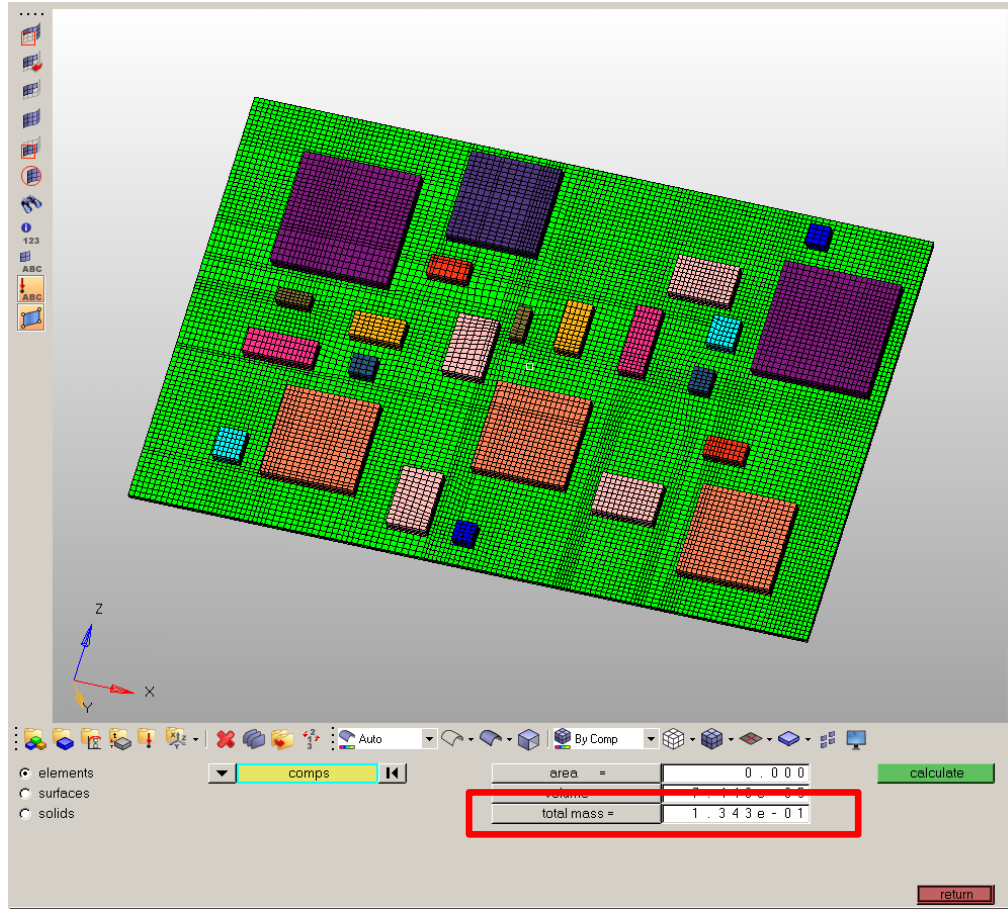 123
ABC
ABC
Z
X
Y
Auto
By Comp
elements
comps
area =
0.000
calculate
surfaces
solids
total mass =
1.343e-01
return